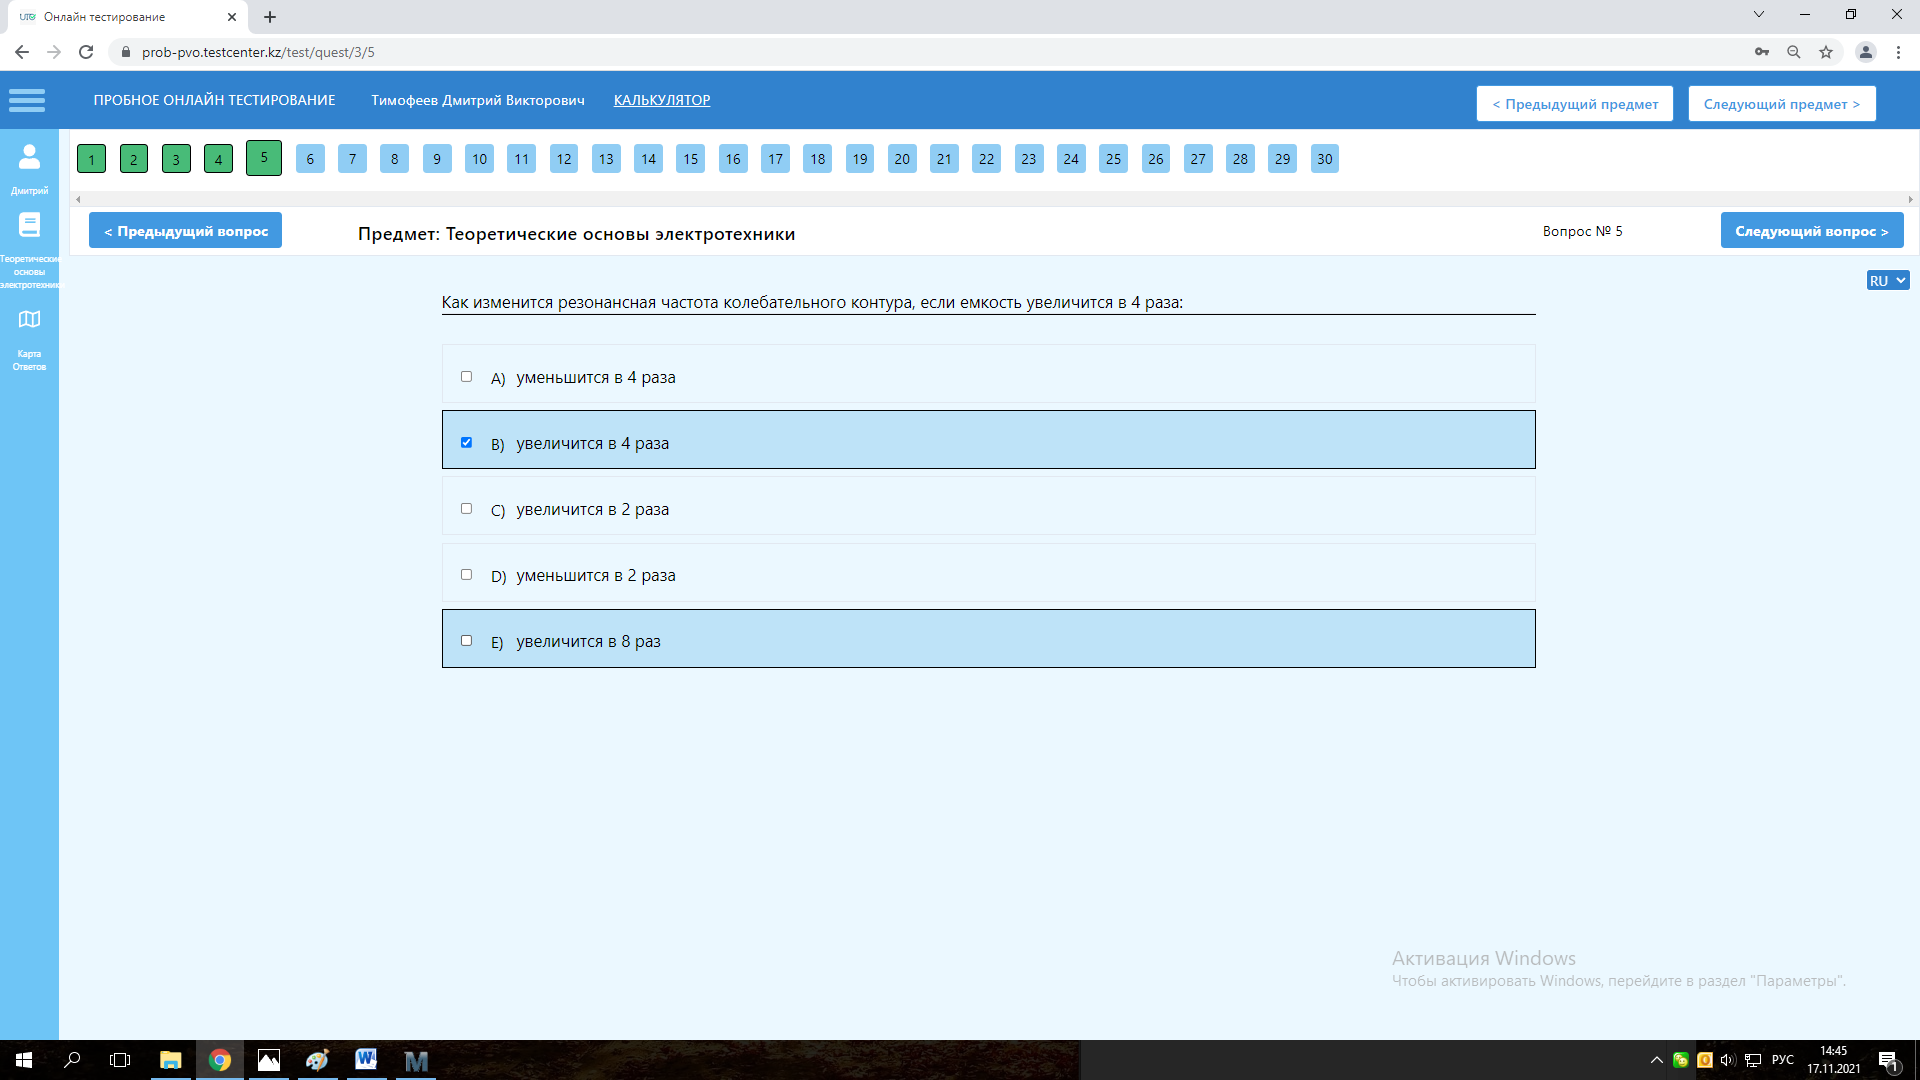 Онлайн тестирование
prob-pvo.testcenter.kz/test/quest/3/5
ПРОБНОЕ ОНЛАЙН ТЕСТИРОВАНИЕ Тимофеев Дмитрий Викторович КАЛЬКУЛЯТОР < Предыдущий предмет Следующий предмет >
1 2 3 4 5 6 7 8 9 10 11 12 13 14 15 16 17 18 19 20 21 22 23 24 25 26 27 28 29 30
Дмитрий
Теоретические
основы
электротехники
Карта
Ответов
< Предыдущий вопрос Предмет: Теоретические основы электротехники Вопрос № 5 Следующий вопрос >
RU
Как изменится резонансная частота колебательного контура, если емкость увеличится в 4 раза:
A) уменьшится в 4 раза
B) увеличится в 4 раза
C) увеличится в 2 раза
D) уменьшится в 2 раза
E) увеличится в 8 раз
Активация Windows
Чтобы активировать Windows, перейдите в раздел "Параметры".
РУС
14:45
17.11.2021
1